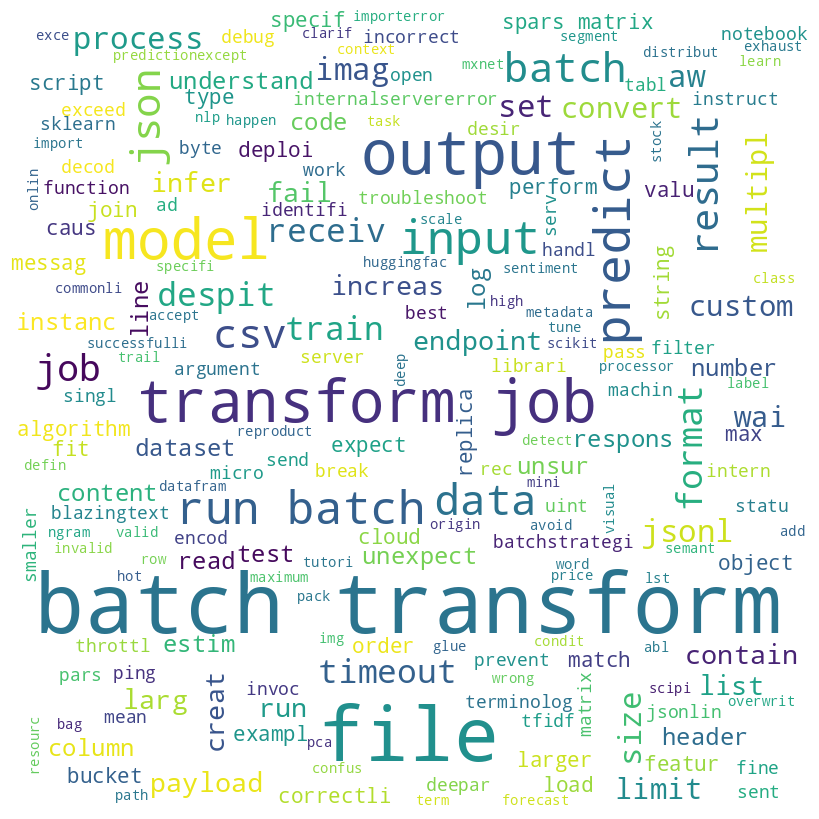 importerror
specif
spars matrix
exce
process
debug
clarif
incorrect
segment
notebook
predictionexcept
context
mxnet
batch
distribut
exhaust
script
json
understand
imag
open
aw
learn
type
internalservererror
set
convert
tabl
instruct
exceed
sklearn
nlp
happen
code
task
desir
stock
import
byte
deploi
output
predict
result
decod
work
function
infer
fail
troubleshoot
perform
valu
multipl
onlin
join
ad
identifi
scale
serv
caus
model
receiv
input
handl
string
messag
specifi
huggingfac
sentiment
class
commonli
despit
line
increas
log
best
high
metadata
custom
instanc
accept
csv
train
endpoint
tune
scikit
pass
filter
successfulli
trail
server
librari
processor
number
job
argument
deep
machin
label
singl
transform job
replica
format
wai
max
algorithm
reproduct
fit
dataset
expect
detect
respons
defin
send
break
rec
unsur
intern
micro
mini
content
datafram
run batch
data
visual
statu
smaller
blazingtext
cloud
origin
avoid
uint
jsonl
add
ngram
valid
encod
batchstrategi
invalid
read
test
tutori
unexpect
object
row
maximum
word
semant
hot
price
lst
batch transform
pack
throttl
estim
img
order
glue
condit
abl
pars
ping
timeout
prevent
match
contain
wrong
larg
invoc
terminolog
matrix
scipi
list
resourc
bag
mean
creat
run
file
tfidf
size
jsonlin
overwrit
column
exampl
pca
header
bucket
confus
larger
featur
fine
path
payload
correctli
deepar
load
limit
sent
term
forecast